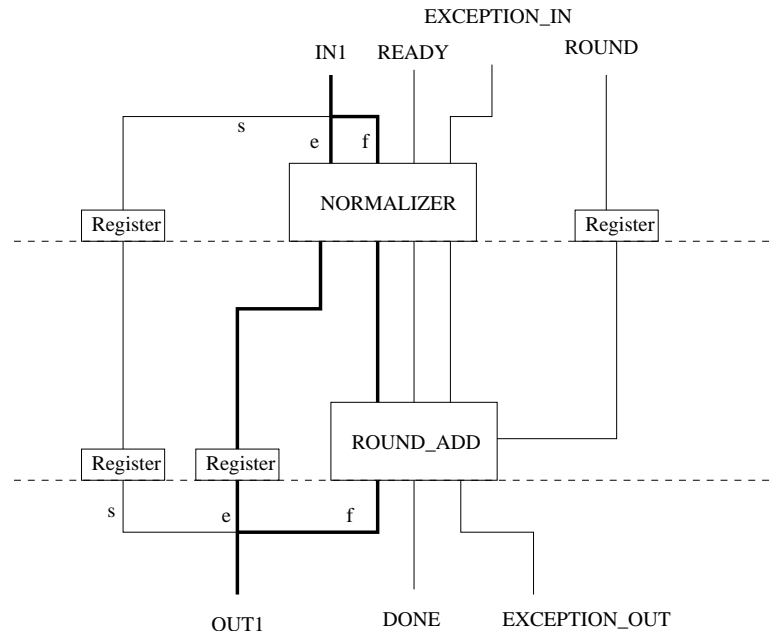 EXCEPTION_IN
IN1 READY ROUND
s
e f
NORMALIZER
Register Register
ROUND_ADD
Register Register
s e f
OUT1 DONE EXCEPTION_OUT